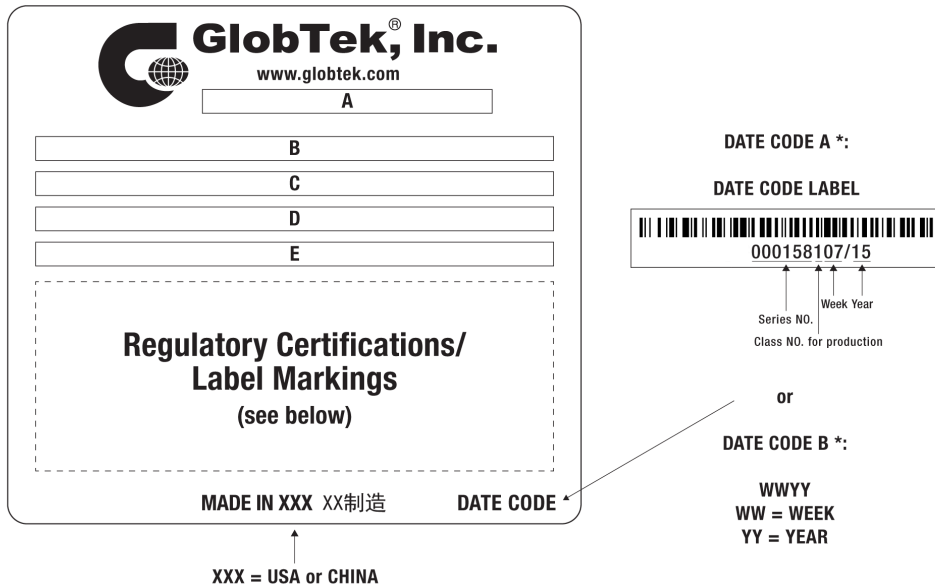 GlobTek®, Inc.
www.globtek.com
A
B
C
D
E
Regulatory Certifications/
Label Markings
(see below)
MADE IN XXX XX制造 DATE CODE
XXX = USA or CHINA
DATE CODE A *:
DATE CODE LABEL
000158107/15
Week Year
Series NO.
Class NO. for production
or
DATE CODE B *:
WWYY
WW = WEEK
YY = YEAR